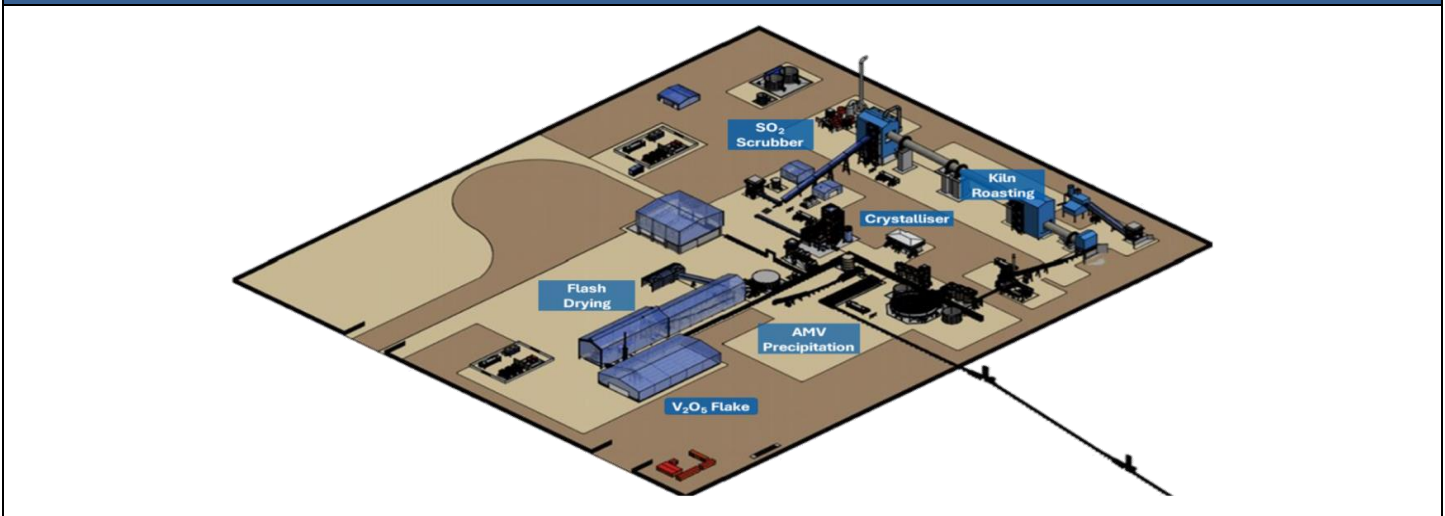 SO₂
Scrubber
Kiln
Roasting
Crystalliser
Flash
Drying
AMV
Precipitation
V₂O₅ Flake